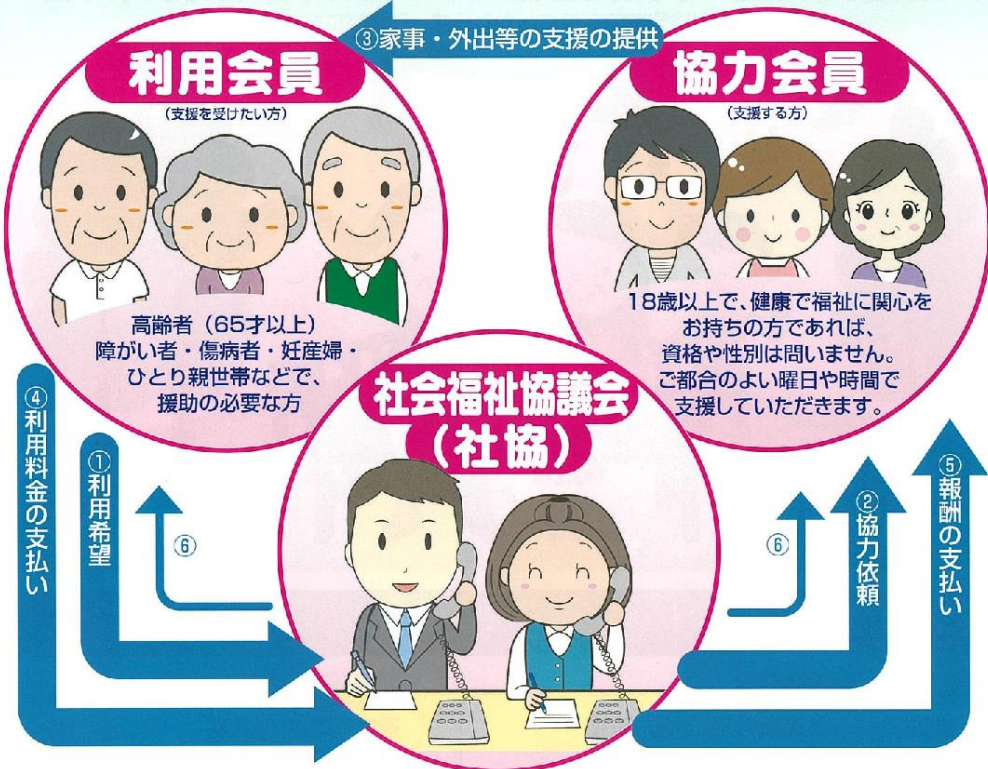 ③家事・外出等の支援の提供
利用会員
(支援を受けたい方)
高齢者（65才以上）
障がい者・傷病者・妊産婦・
ひとり親世帯などで、
援助の必要な方
協力会員
(支援する方)
18歳以上で、健康で福祉に関心を
お持ちの方であれば、
資格や性別は問いません。
ご都合のよい曜日や時間で
支援していただきます。
社会福祉協議会
（社協）
④利用料金の支払い
①利用希望
⑥
⑥
②協力依頼
⑤報酬の支払い